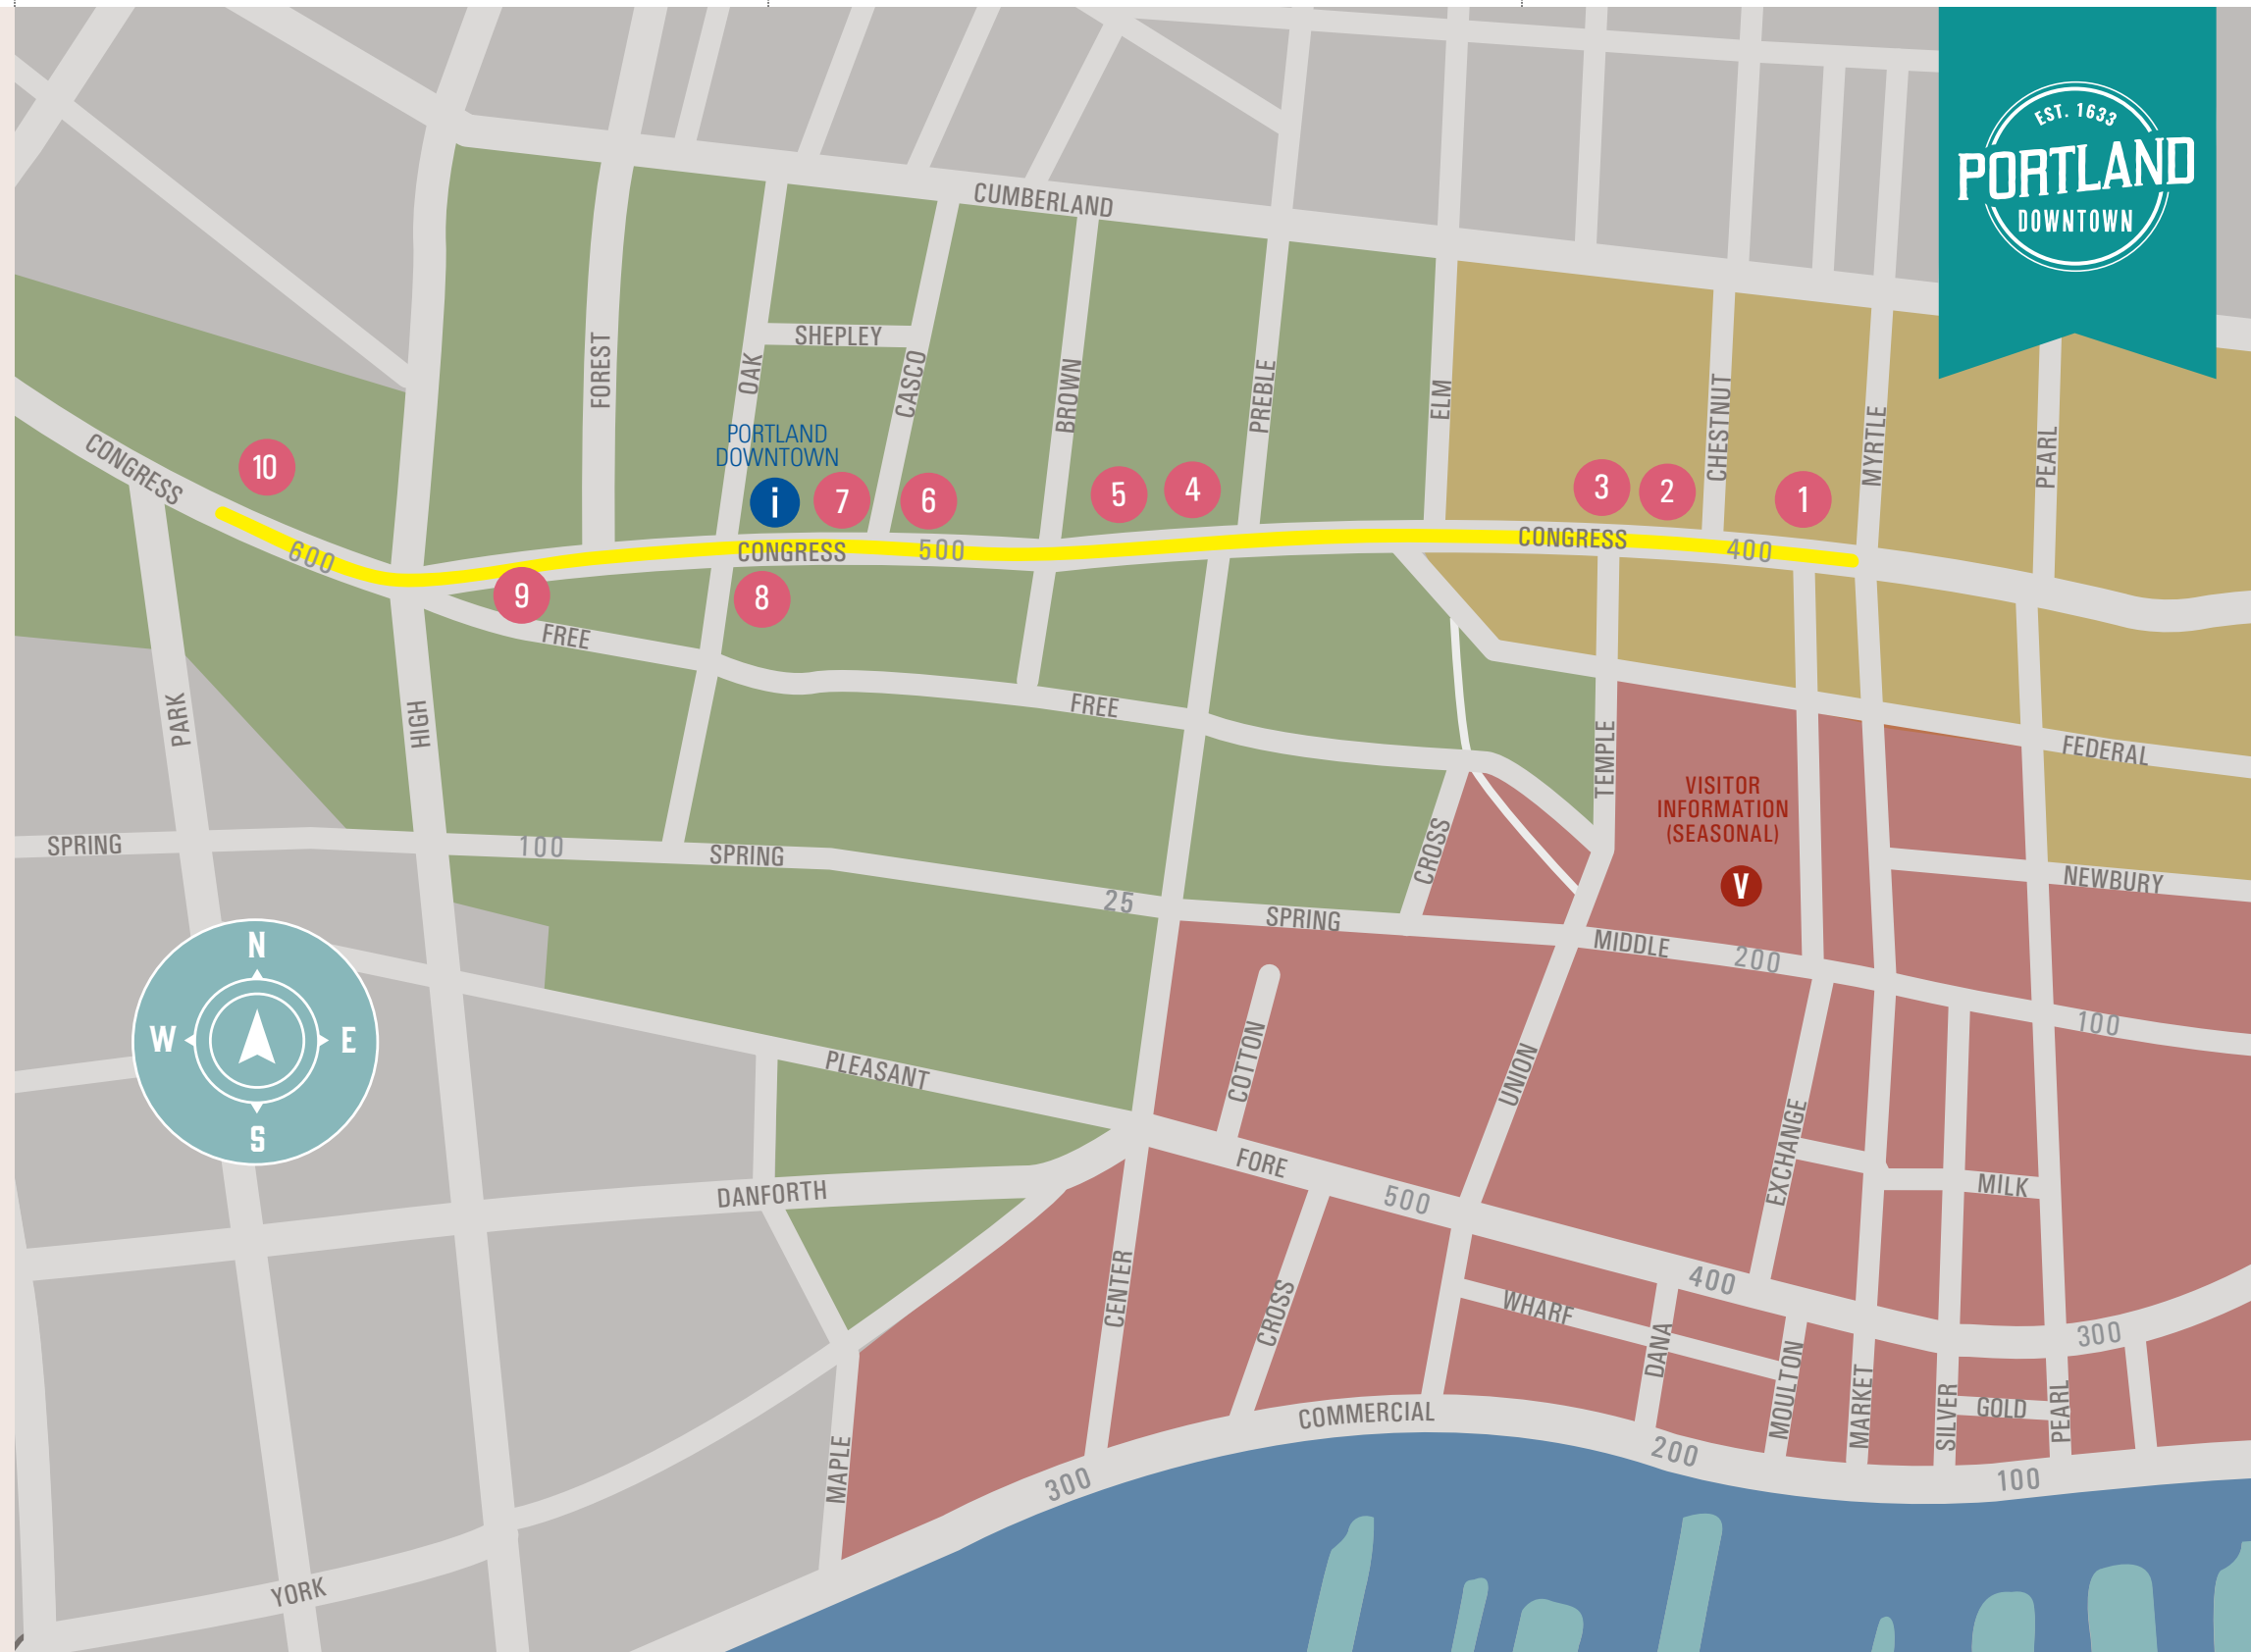 EST. 1633
PORTLAND
DOWNTOWN
CUMBERLAND
SHEPLEY
FOREST
OAK
CASCO
BROWN
PREBLE
ELM
CHESTNUT
MYRTLE
PEARL
PORTLAND
DOWNTOWN
i
10
7
6
5
4
3
2
1
CONGRESS
600
CONGRESS
500
CONGRESS
400
9
8
FREE
FREE
PARK
HIGH
TEMPLE
FEDERAL
VISITOR
INFORMATION
(SEASONAL)
V
SPRING
100
SPRING
25
SPRING
CROSS
NEWBURY
MIDDLE
200
100
N
W
E
S
PLEASANT
COTTON
UNION
EXCHANGE
FORE
500
MILK
DANFORTH
CENTER
CROSS
400
WHARF
DANA
MOULTON
MARKET
SILVER
GOLD
PEARL
300
COMMERCIAL
MAPLE
300
200
100
YORK